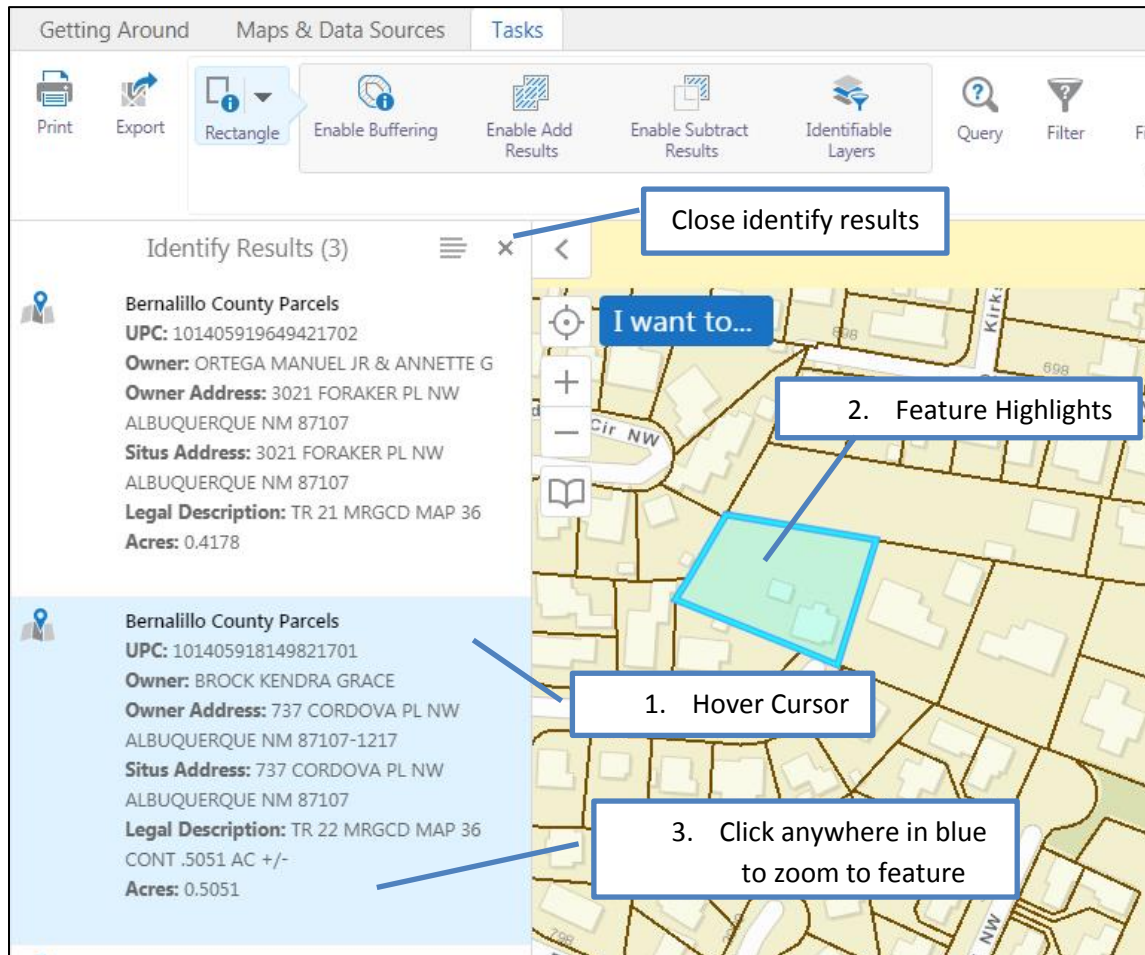 Getting Around Maps & Data Sources Tasks
Print Export Rectangle Enable Buffering Enable Add Results Enable Subtract Results Identifiable Layers Query Filter
Close identify results
Identify Results (3)
I want to...
Bernalillo County Parcels
UPC: 101405919649421702
Owner: ORTEGA MANUEL JR & ANNETTE G
Owner Address: 3021 FORAKER PL NW
ALBUQUERQUE NM 87107
Situs Address: 3021 FORAKER PL NW
ALBUQUERQUE NM 87107
Legal Description: TR 21 MRGCD MAP 36
Acres: 0.4178
Bernalillo County Parcels
UPC: 101405918149821701
Owner: BROCK KENDRA GRACE
Owner Address: 737 CORDOVA PL NW
ALBUQUERQUE NM 87107-1217
Situs Address: 737 CORDOVA PL NW
ALBUQUERQUE NM 87107
Legal Description: TR 22 MRGCD MAP 36
CONT .5051 AC +/-
Acres: 0.5051
898
Kirks
698
Cir NW
2. Feature Highlights
1. Hover Cursor
3. Click anywhere in blue
to zoom to feature
798
NW